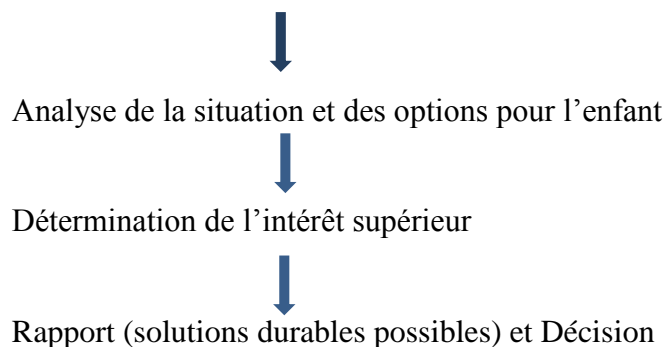 Analyse de la situation et des options pour l’enfant
Détermination de l’intérêt supérieur
Rapport (solutions durables possibles) et Décision